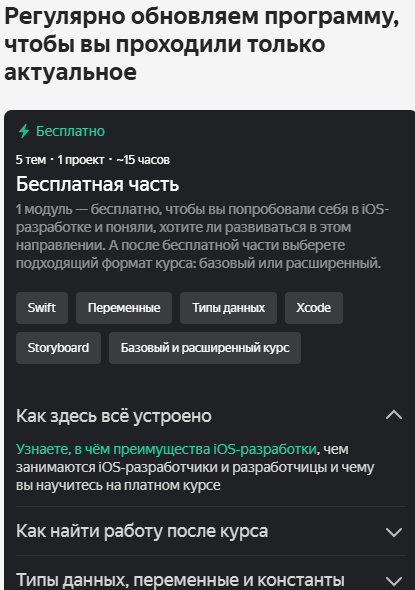 Регулярно обновляем программу,
чтобы вы проходили только
актуальное
Бесплатно
5 тем · 1 проект · ~15 часов
Бесплатная часть
1 модуль — бесплатно, чтобы вы попробовали себя в iOS-
разработке и поняли, хотите ли развиваться в этом
направлении. А после бесплатной части выберете
подходящий формат курса: базовый или расширенный.
Swift Переменные Типы данных Xcode
Storyboard Базовый и расширенный курс
Как здесь всё устроено
Узнаете, в чём преимущества iOS-разработки, чем
занимаются iOS-разработчики и разработчицы и чему
вы научитесь на платном курсе
Как найти работу после курса
Типы данных, переменные и константы